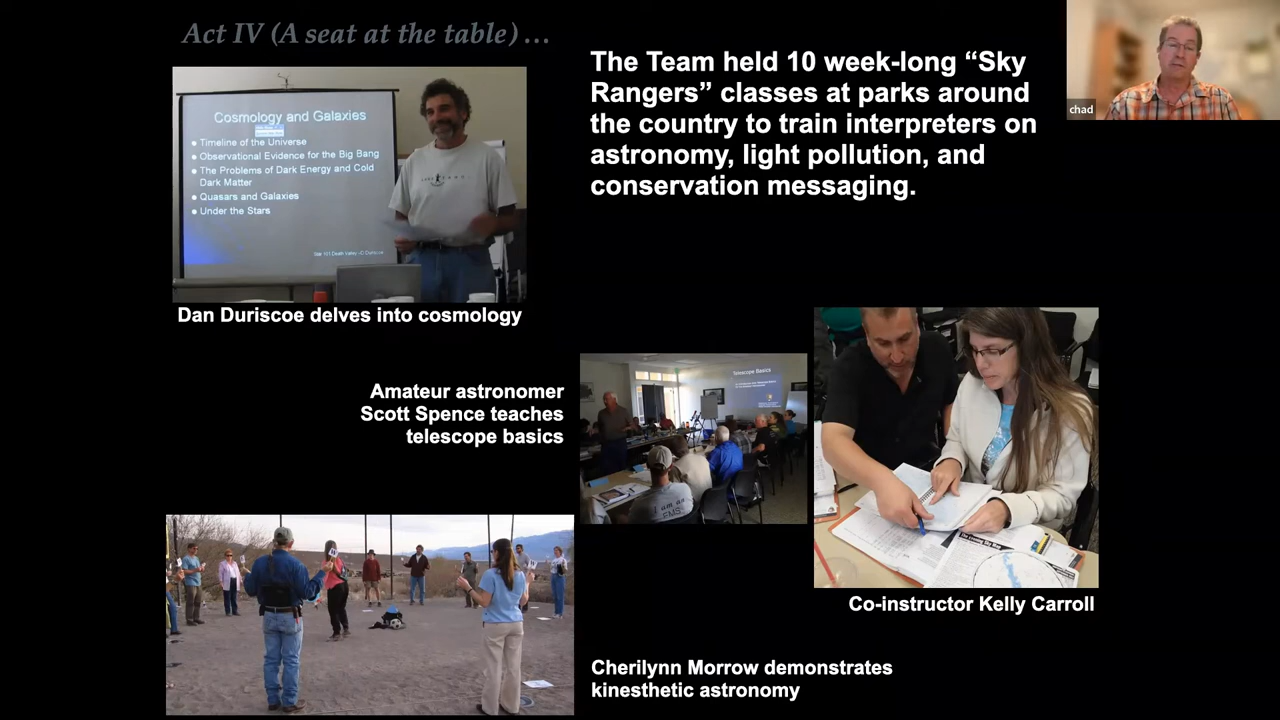 Act IV (A seat at the table) …
The Team held 10 week-long “Sky
Rangers” classes at parks around
the country to train interpreters on
astronomy, light pollution, and
conservation messaging.
chad
Cosmology and Galaxies
Timeline of the Universe
Observational Evidence for the Big Bang
The Problems of Dark Energy and Cold
Dark Matter
Quasars and Galaxies
Under the Stars
Dan Duriscoe delves into cosmology
Amateur astronomer
Scott Spence teaches
telescope basics
Telescope Basics
I am an
EMS
Co-instructor Kelly Carroll
Cherilynn Morrow demonstrates
kinesthetic astronomy